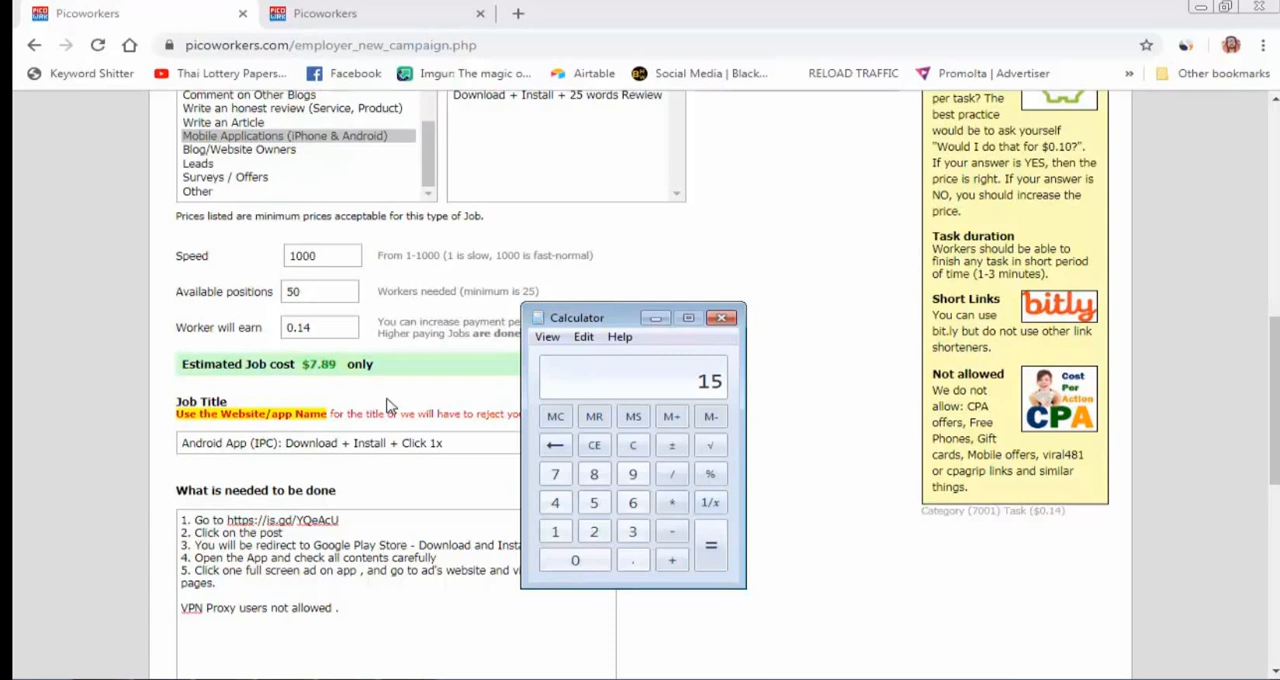 Picoworkers
Picoworkers
picoworkers.com/employer_new_campaign.php
Keyword Shitter
Thai Lottery Papers...
Facebook
Imgur: The magic o...
Airtable
Social Media | Black...
RELOAD TRAFFIC
Promolta | Advertiser
»
Other bookmarks
Comment on Other Blogs
Write an honest review (Service, Product)
Write an Article
Mobile Applications (iPhone & Android)
Blog/Website Owners
Leads
Surveys / Offers
Other
Download + Install + 25 words Rewiew
Prices listed are minimum prices acceptable for this type of Job.
Speed
1000
From 1-1000 (1 is slow, 1000 is fast-normal)
Available positions
50
Workers needed (minimum is 25)
Worker will earn
0.14
You can increase payment pe
Higher paying Jobs are done
Estimated Job cost $7.89 only
Job Title
Use the Website/app Name for the title or we will have to reject you
Android App (IPC): Download + Install + Click 1x
What is needed to be done
1. Go to https://is.gd/YQeAcU
2. Click on the post
3. You will be redirect to Google Play Store - Download and Insta
4. Open the App and check all contents carefully
5. Click one full screen ad on app , and go to ad's website and vi
pages.
VPN Proxy users not allowed .
Calculator
View Edit Help
15
MC MR MS M+ M-
← CE C ± √
7 8 9 / %
4 5 6 * 1/x
1 2 3 - =
0 . +
per task? The
best practice
would be to ask yourself
"Would I do that for $0.10?".
If your answer is YES, then the
price is right. If your answer is
NO, you should increase the
price.
Task duration
Workers should be able to
finish any task in short period
of time (1-3 minutes).
Short Links
You can use
bit.ly but do not use other link
shorteners.
bitly
Not allowed
We do not
allow: CPA
offers, Free
Phones, Gift
cards, Mobile offers, viral481
or cpagrip links and similar
things.
Cost
Per
Action
CPA
Category (7001) Task ($0.14)